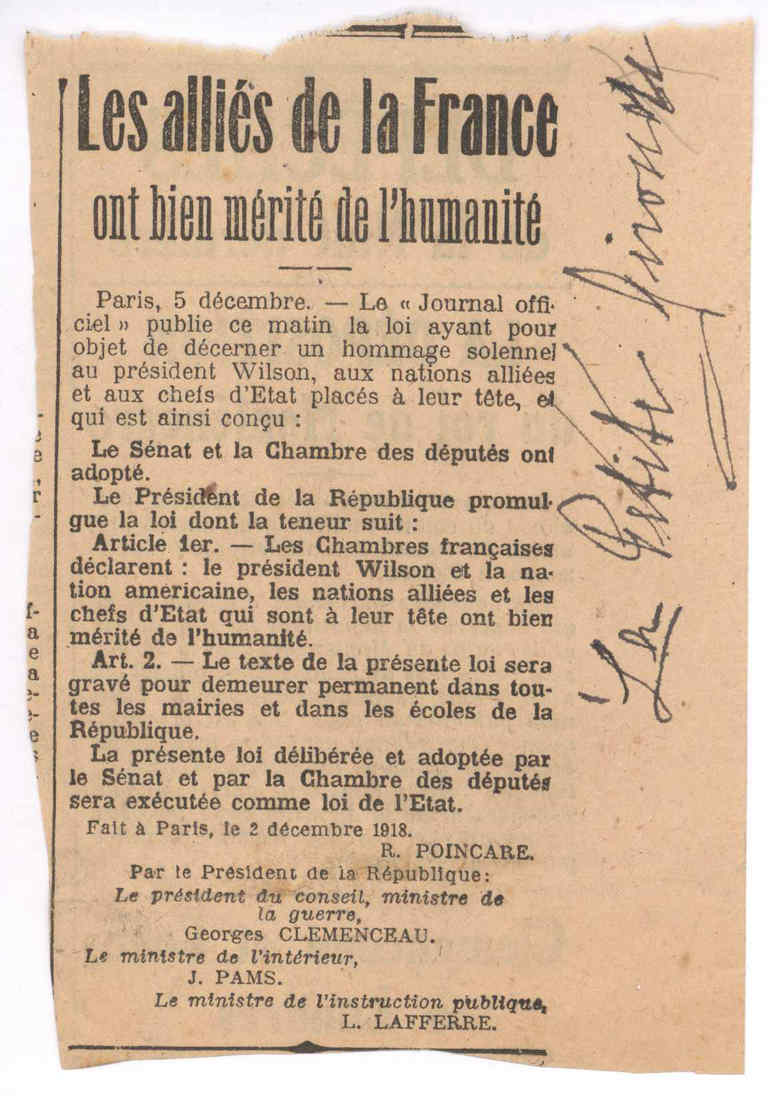 Les alliés de la France
ont bien mérité de l'humanité
Paris, 5 décembre. — Le « Journal offi-
ciel » publie ce matin la loi ayant pour
objet de décerner un hommage solennel
au président Wilson, aux nations alliées
et aux chefs d'Etat placés à leur tête, et
qui est ainsi conçu :
Le Sénat et la Chambre des députés ont
adopté.
Le Président de la République promul-
gue la loi dont la teneur suit :
Article 1er. — Les Chambres françaises
déclarent : le président Wilson et la na-
tion américaine, les nations alliées et les
chefs d'Etat qui sont à leur tête ont bien
mérité de l'humanité.
Art. 2. — Le texte de la présente loi sera
gravé pour demeurer permanent dans tou-
tes les mairies et dans les écoles de la
République.
La présente loi délibérée et adoptée par
le Sénat et par la Chambre des députés
sera exécutée comme loi de l'Etat.
Fait à Paris, le 2 décembre 1918.
R. POINCARE.
Par le Président de la République:
Le président du conseil, ministre de
la guerre,
Georges CLEMENCEAU.
Le ministre de l'intérieur,
J. PAMS.
Le ministre de l'instruction publique,
L. LAFFERRE.
La Petite Gironde